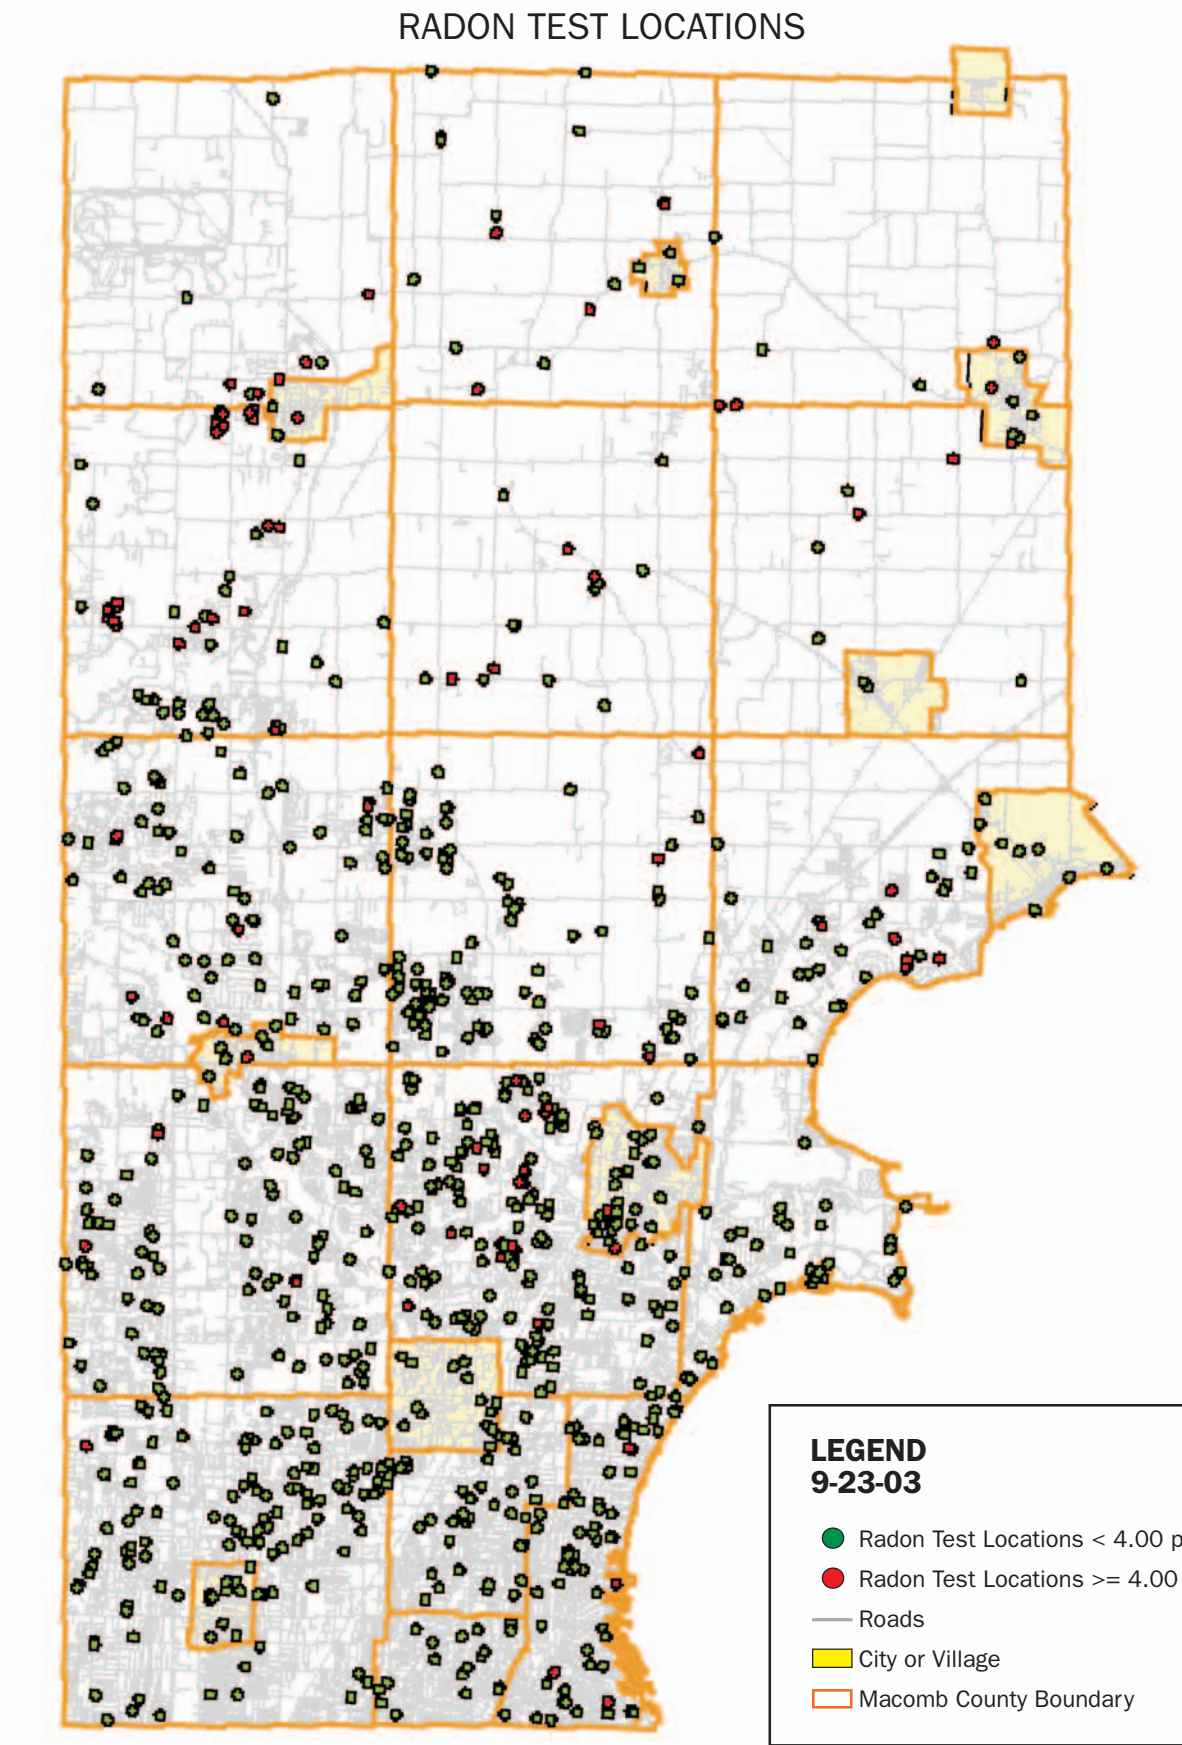 RADON TEST LOCATIONS
LEGEND
9-23-03
Radon Test Locations < 4.00 p
Radon Test Locations >= 4.00
Roads
City or Village
Macomb County Boundary